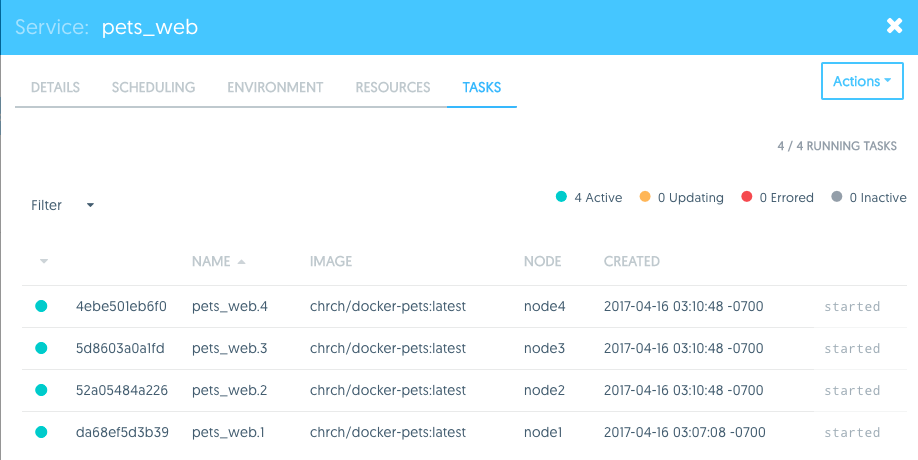 Service: pets_web
DETAILS SCHEDULING ENVIRONMENT RESOURCES TASKS Actions
4 / 4 RUNNING TASKS
Filter 4 Active 0 Updating 0 Errored 0 Inactive
NAME IMAGE NODE CREATED
4ebe501eb6f0 pets_web.4 chrch/docker-pets:latest node4 2017-04-16 03:10:48 -0700 started
5d8603a0a1fd pets_web.3 chrch/docker-pets:latest node3 2017-04-16 03:10:48 -0700 started
52a05484a226 pets_web.2 chrch/docker-pets:latest node2 2017-04-16 03:10:48 -0700 started
da68ef5d3b39 pets_web.1 chrch/docker-pets:latest node1 2017-04-16 03:07:08 -0700 started